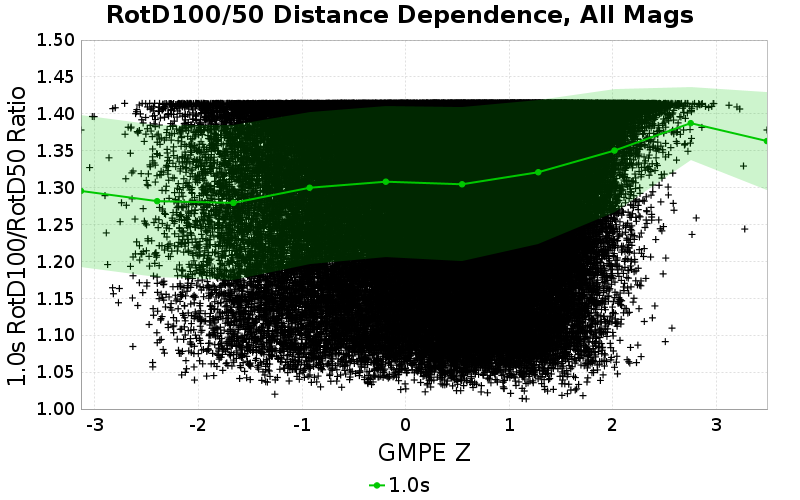 RotD100/50 Distance Dependence, All Mags
1.50
1.45
1.40
1.35
1.30
1.25
1.20
1.15
1.10
1.05
1.00
1.0s RotD100/RotD50 Ratio
-3 -2 -1 0 1 2 3
GMPE Z
1.0s